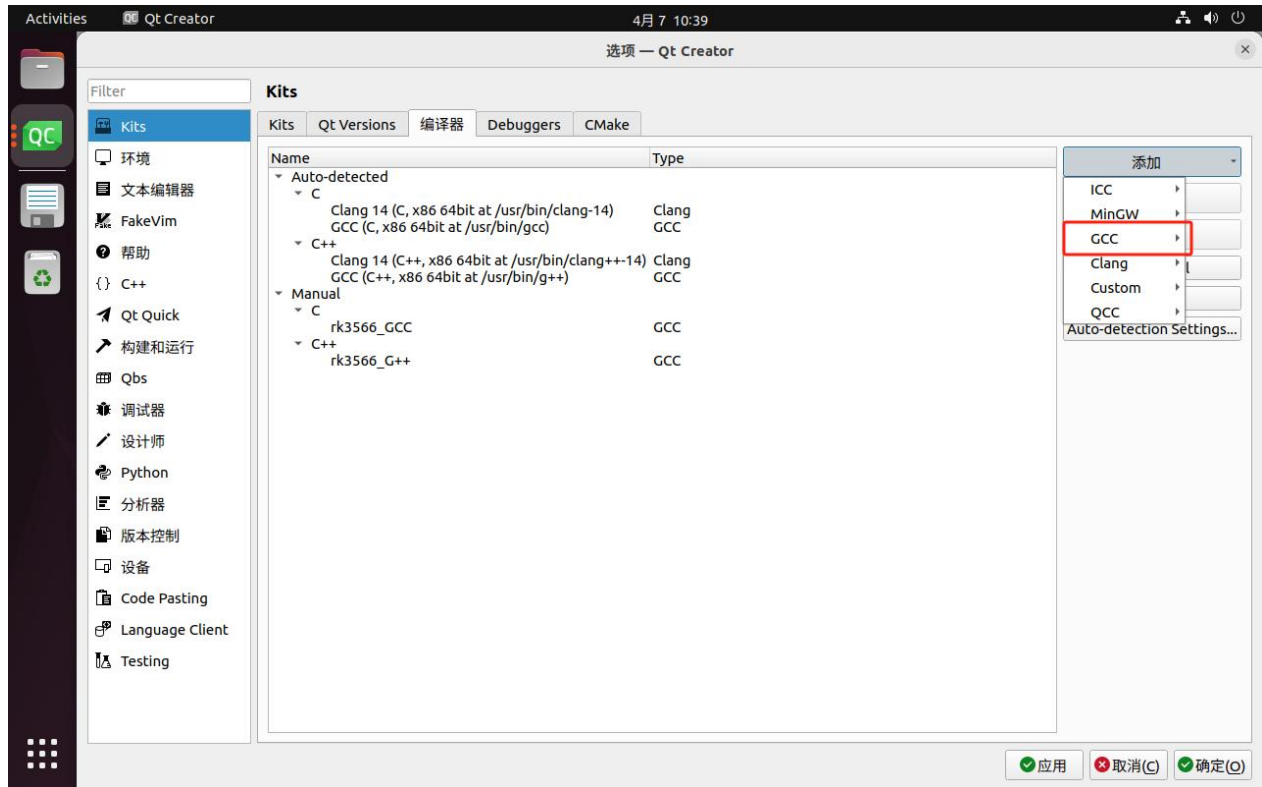 Activities
Qt Creator
4月 7 10:39
选项 — Qt Creator
Filter
Kits
环境
文本编辑器
FakeVim
帮助
{} C++
Qt Quick
构建和运行
Qbs
调试器
设计师
Python
分析器
版本控制
设备
Code Pasting
Language Client
Testing
Kits
Kits Qt Versions 编译器 Debuggers CMake
Name Type
Auto-detected
C
Clang 14 (C, x86 64bit at /usr/bin/clang-14) Clang
GCC (C, x86 64bit at /usr/bin/gcc) GCC
C++
Clang 14 (C++, x86 64bit at /usr/bin/clang++-14) Clang
GCC (C++, x86 64bit at /usr/bin/g++) GCC
Manual
C
rk3566_GCC GCC
C++
rk3566_G++ GCC
添加
ICC
MinGW
GCC
Clang
Custom
QCC
Auto-detection Settings...
应用 取消(C) 确定(O)